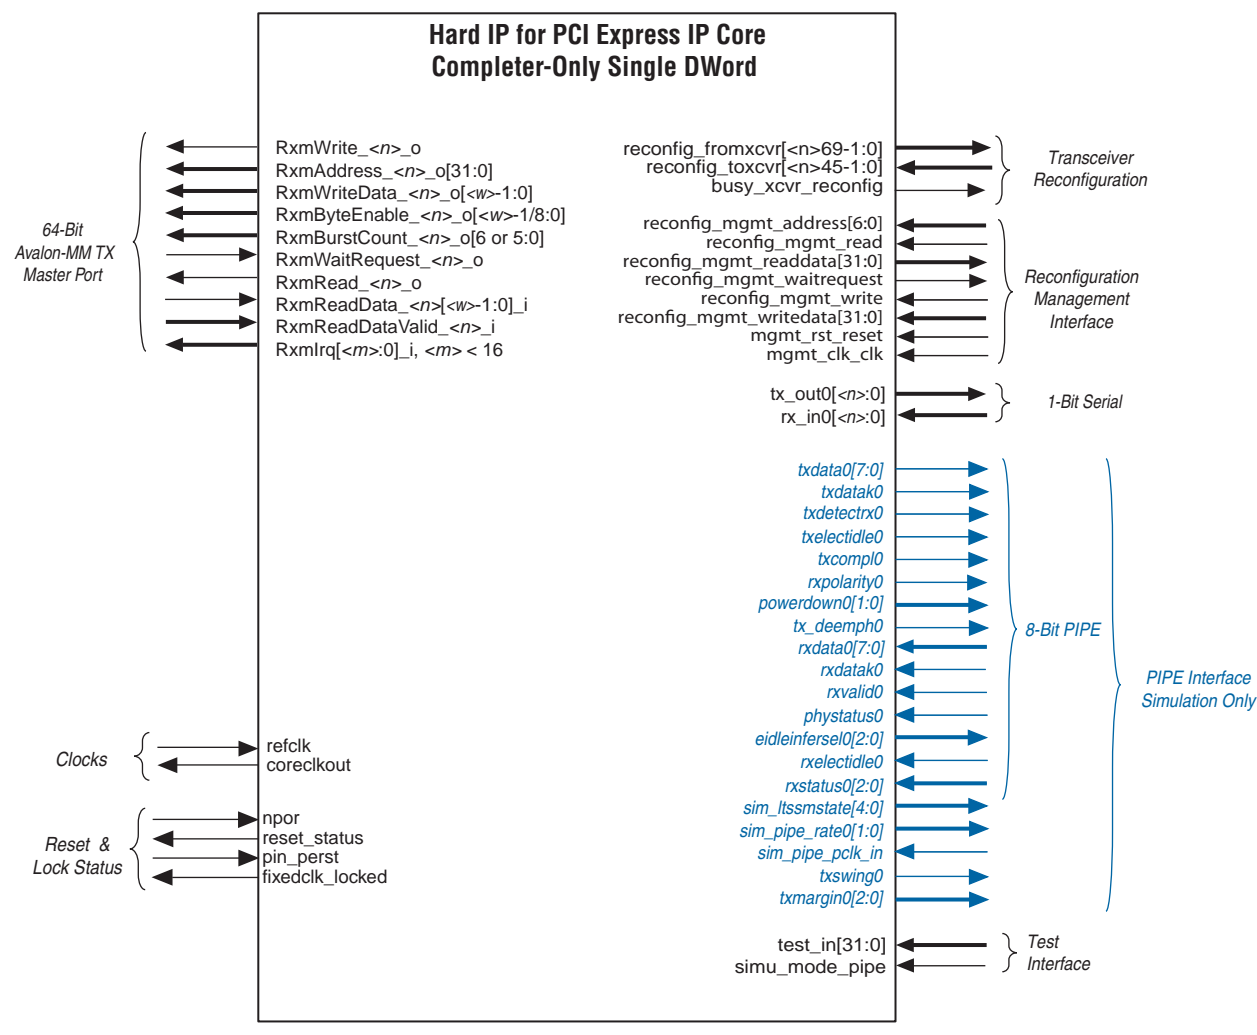 Hard IP for PCI Express IP Core
Completer-Only Single DWord
64-Bit
Avalon-MM TX
Master Port
RxmWrite_<n>_o
RxmAddress_<n>_o[31:0]
RxmWriteData_<n>_o[<w>-1:0]
RxmByteEnable_<n>_o[<w>-1/8:0]
RxmBurstCount_<n>_o[6 or 5:0]
RxmWaitRequest_<n>_o
RxmRead_<n>_o
RxmReadData_<n>[<w>-1:0]_i
RxmReadDataValid_<n>_i
RxmIrq[<m>:0]_i, <m> < 16
Clocks
refclk
coreclkout
Reset &
Lock Status
npor
reset_status
pin_perst
fixedclk_locked
reconfig_fromxcvr[<n>69-1:0]
reconfig_toxcvr[<n>45-1:0]
busy_xcvr_reconfig
Transceiver
Reconfiguration
reconfig_mgmt_address[6:0]
reconfig_mgmt_read
reconfig_mgmt_readdata[31:0]
reconfig_mgmt_waitrequest
reconfig_mgmt_write
reconfig_mgmt_writedata[31:0]
mgmt_rst_reset
mgmt_clk_clk
Reconfiguration
Management
Interface
tx_out0[<n>:0]
rx_in0[<n>:0]
1-Bit Serial
txdata0[7:0]
txdatak0
txdetectrx0
txelectidle0
txcompl0
rxpolarity0
powerdown0[1:0]
tx_deemph0
rxdata0[7:0]
rxdatak0
rxvalid0
phystatus0
eidleinfersel0[2:0]
rxelectidle0
rxstatus0[2:0]
8-Bit PIPE
sim_ltssmstate[4:0]
sim_pipe_rate0[1:0]
sim_pipe_pclk_in
txswing0
txmargin0[2:0]
PIPE Interface
Simulation Only
test_in[31:0]
simu_mode_pipe
Test
Interface